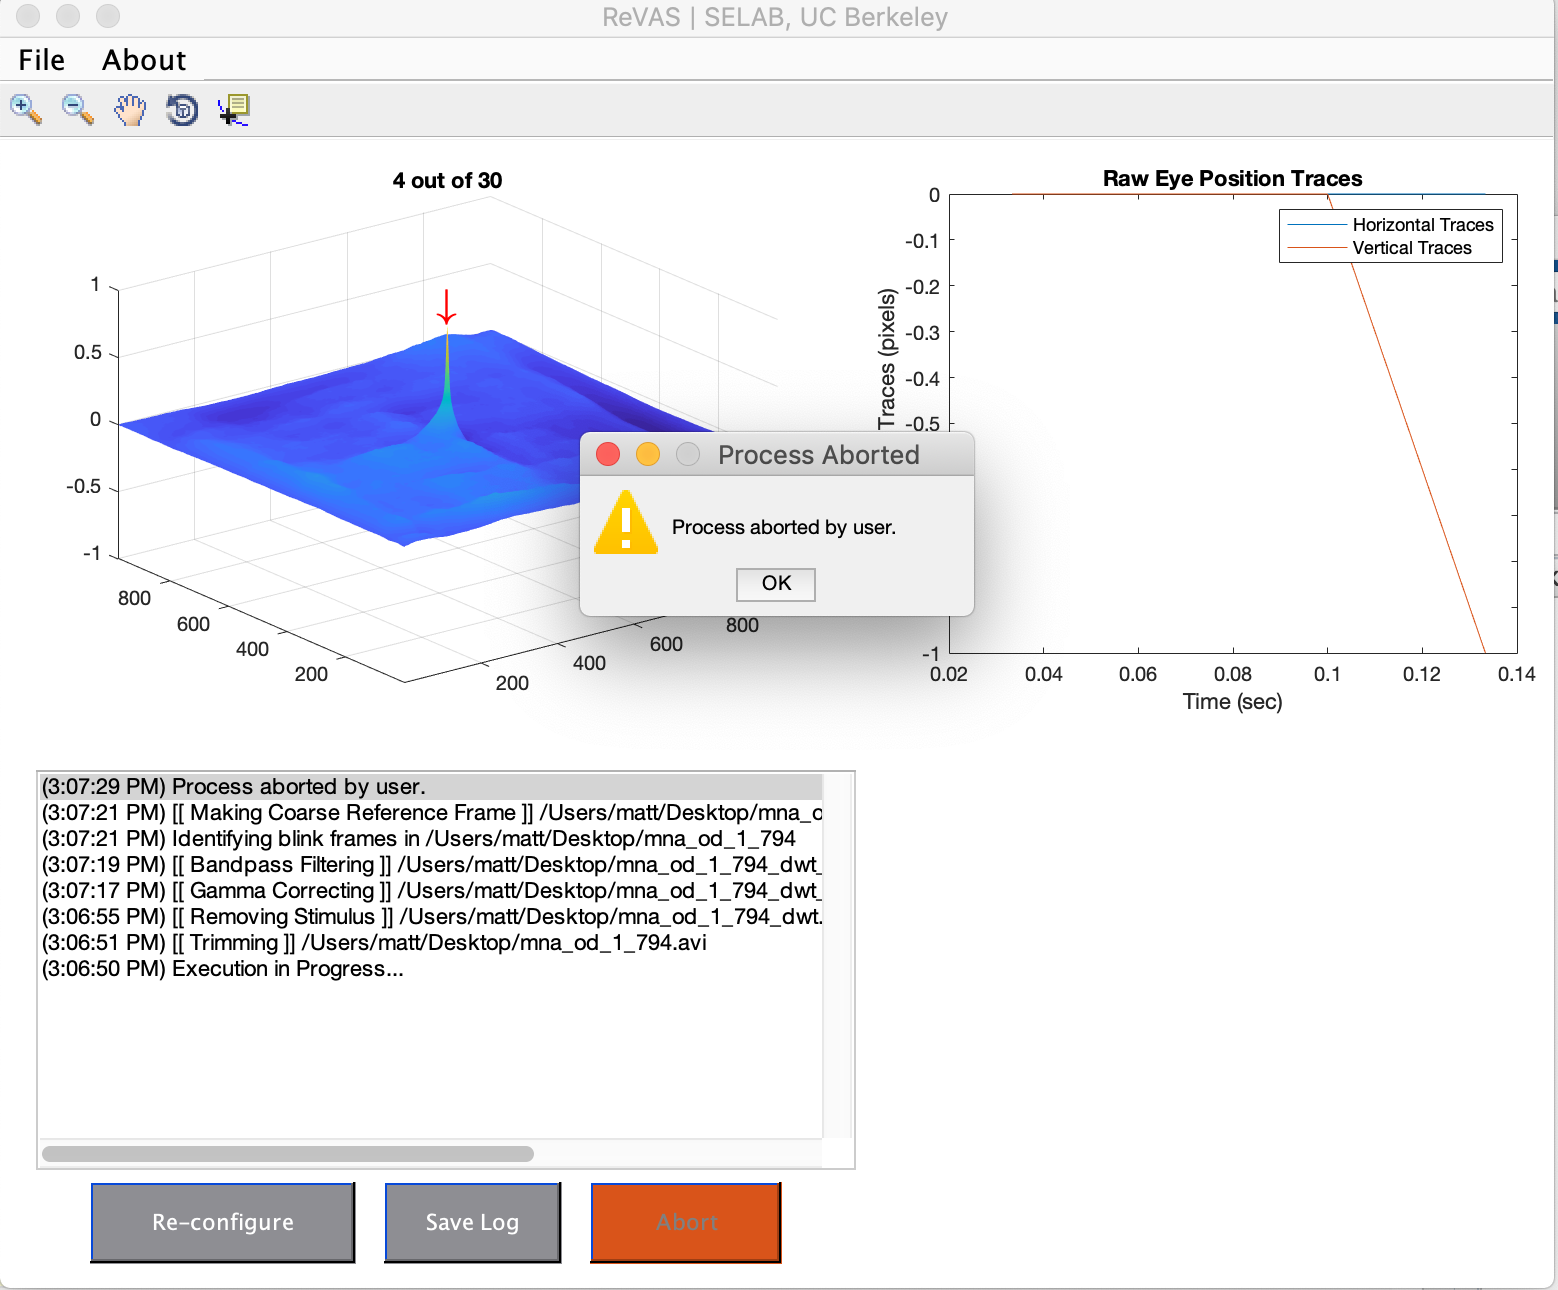 ReVAS | SELAB, UC Berkeley
File About
4 out of 30
1
0.5
0
-0.5
-1
800
600
400
200
200
400
600
800
Raw Eye Position Traces
0
-0.1
-0.2
-0.3
-0.4
-0.5
-1
Traces (pixels)
Horizontal Traces
Vertical Traces
0.02 0.04 0.06 0.08 0.1 0.12 0.14
Time (sec)
Process Aborted
Process aborted by user.
OK
(3:07:29 PM) Process aborted by user.
(3:07:21 PM) [[ Making Coarse Reference Frame ]] /Users/matt/Desktop/mna_o
(3:07:21 PM) Identifying blink frames in /Users/matt/Desktop/mna_od_1_794
(3:07:19 PM) [[ Bandpass Filtering ]] /Users/matt/Desktop/mna_od_1_794_dwt_
(3:07:17 PM) [[ Gamma Correcting ]] /Users/matt/Desktop/mna_od_1_794_dwt_
(3:06:55 PM) [[ Removing Stimulus ]] /Users/matt/Desktop/mna_od_1_794_dwt.
(3:06:51 PM) [[ Trimming ]] /Users/matt/Desktop/mna_od_1_794.avi
(3:06:50 PM) Execution in Progress...
Re-configure
Save Log
Abort